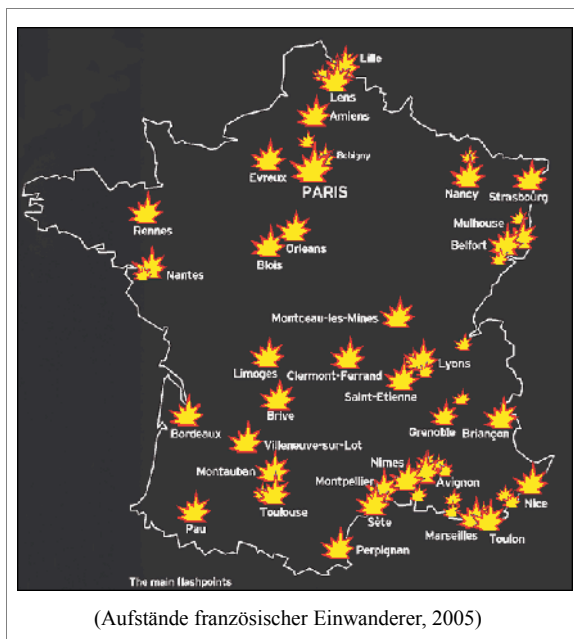 Lille
Lens
Amiens
Bobigny
Evreux
PARIS
Nancy
Strasbourg
Rennes
Mulhouse
Orleans
Belfort
Blois
Nantes
Montceau-les-Mines
Lyons
Limoges
Clermont-Ferrand
Saint-Etienne
Brive
Grenoble
Briançon
Bordeaux
Villeneuve-sur-Lot
Nimes
Montauban
Montpellier
Avignon
Nice
Toulouse
Sète
Pau
Marseilles
Toulon
Perpignan
The main flashpoints
(Aufstände französischer Einwanderer, 2005)